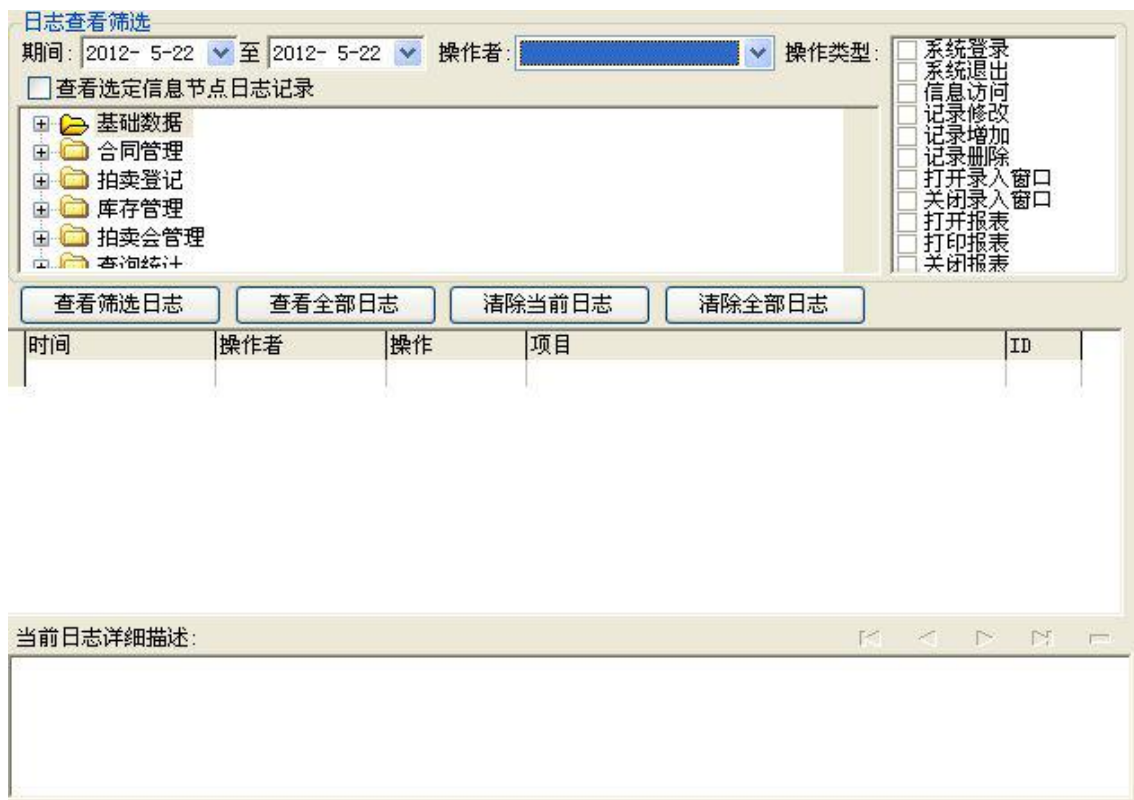 日志查看筛选
期间: 2012- 5-22 至 2012- 5-22 操作者: 操作类型:
查看选定信息节点日志记录
基础数据
合同管理
拍卖登记
库存管理
拍卖会管理
查询统计
系统登录
系统退出
信息访问
记录修改
记录增加
记录删除
打开录入窗口
关闭录入窗口
打开报表
打印报表
关闭报表
查看筛选日志 查看全部日志 清除当前日志 清除全部日志
时间 操作者 操作 项目 ID
当前日志详细描述: